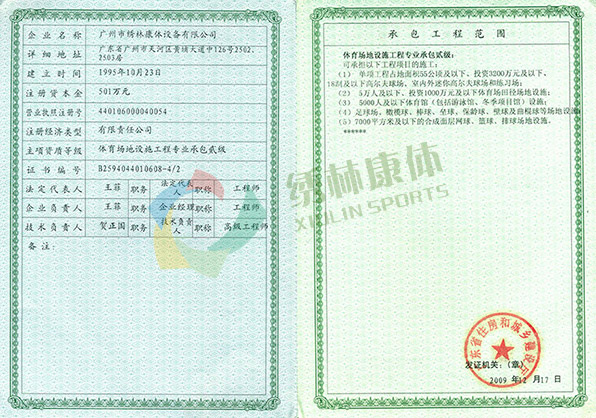 企业名称 广州市绣林康体设备有限公司
详细地址 广东省广州市天河区黄埔大道中126号2502、
2503房
建立时间 1995年10月23日
注册资本金 501万元
营业执照注册号 440106000040054
注册经济类型 有限责任公司
主项资质等级 体育场地设施工程专业承包贰级
证书编号 B2594044010608-4/2
法定代表人 王菲 职务 法定代表人 职称 工程师
企业负责人 王菲 职务 企业经理 职称 工程师
技术负责人 贺正国 职务 技术负责人 职称 高级工程师
备注：
承包工程范围
体育场地设施工程专业承包贰级：
可承担以下工程项目的施工：
（1） 单项工程占地面积55公顷及以下、投资3200万元及以下、
18洞及以下高尔夫球场、室内外迷你高尔夫球场和练习场；
（2） 5万人及以下、投资1000万元及以下体育场田径场地设施；
（3） 5000人及以下体育馆（包括游泳馆、冬季项目馆）设施；
（4）足球场、橄榄球、棒球、垒球、保龄球、壁球及曲棍球等场地设施
（5）7000平方米及以下的合成面层网球、篮球、排球场地设施。
******
绣林康体
XIULIN SPORTS
广东省住房和城乡建设厅
发证机关：（章）
2009 年12 月 17 日